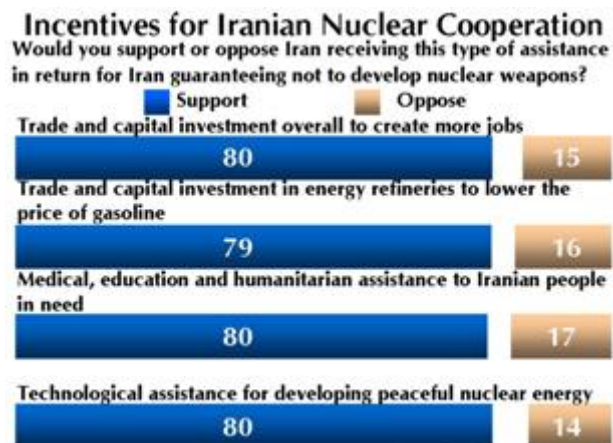 Incentives for Iranian Nuclear Cooperation
Would you support or oppose Iran receiving this type of assistance
in return for Iran guaranteeing not to develop nuclear weapons?
Support Oppose
Trade and capital investment overall to create more jobs
80 15
Trade and capital investment in energy refineries to lower the
price of gasoline
79 16
Medical, education and humanitarian assistance to Iranian people
in need
80 17
Technological assistance for developing peaceful nuclear energy
80 14